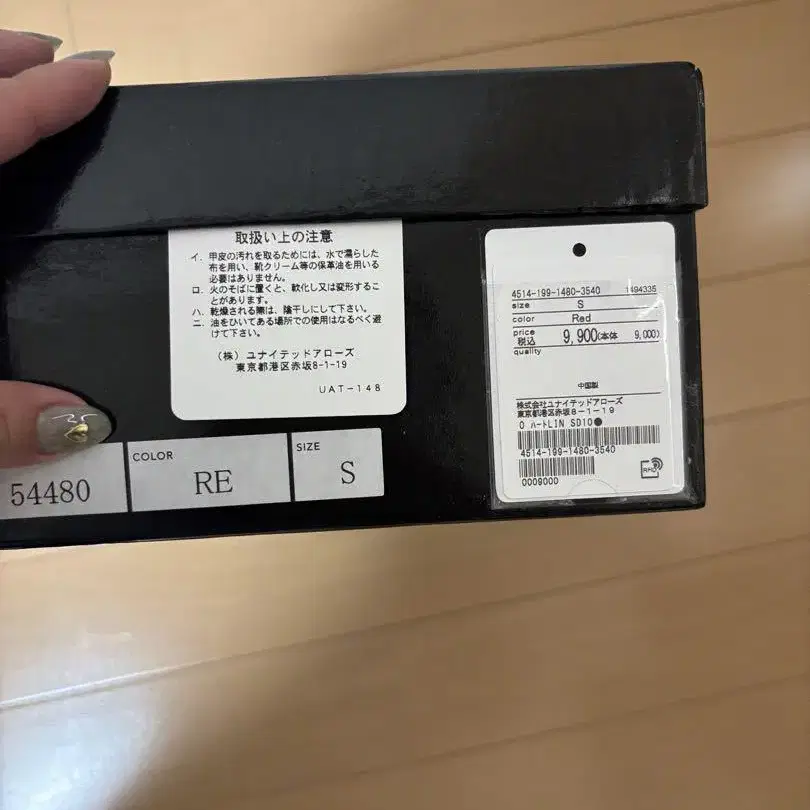 取扱い上の注意
イ. 甲皮の汚れを取るためには、水で濡らした
布を用い、靴クリーム等の保革油を用いる
必要はありません。
ロ. 火のそばに置くと、軟化し又は変形するこ
とがあります。
ハ. 乾燥される際は、陰干しにして下さい。
ニ. 油をひいてある場所での使用はなるべく避
けて下さい。
(株) ユナイテッドアローズ
東京都港区赤坂8-1-19
UAT-148
54480
COLOR
RE
SIZE
S
4514-199-1480-3540 1494335
size S
color Red
price
税込 9,900(本体 9,000)
quality
中国製
株式会社ユナイテッドアローズ
東京都港区赤坂8-1-19
O ハートLIN SD10●
4514-199-1480-3540
0009000
RFID